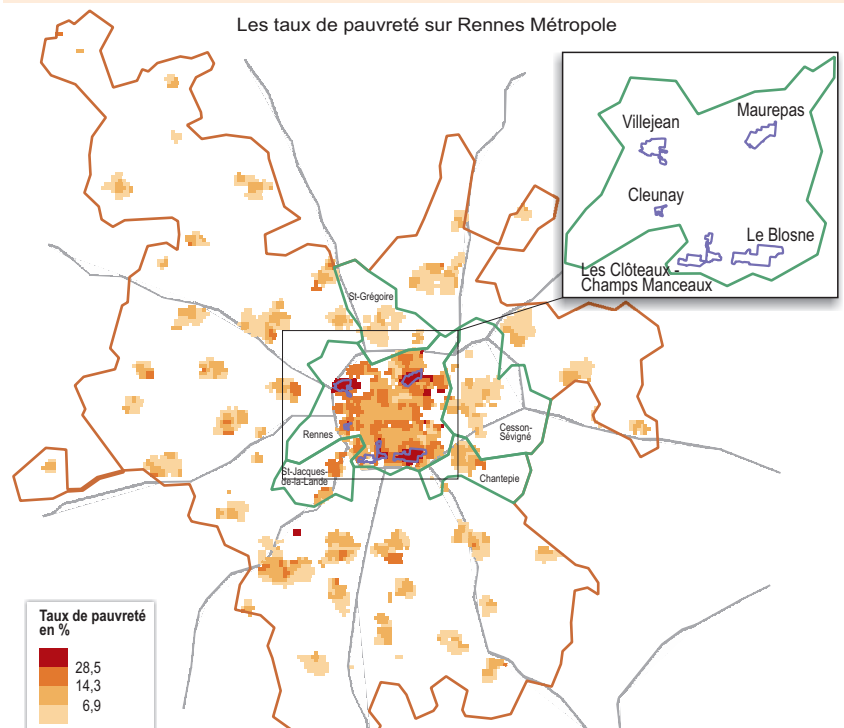 Les taux de pauvreté sur Rennes Métropole
Villejean
Maurepas
Cleunay
Le Blosne
Les Clôteaux -
Champs Manceaux
St-Grégoire
Rennes
Cesson-
Sévigné
St-Jacques-
de-la-Lande
Chantepie
Taux de pauvreté
en %
28,5
14,3
6,9